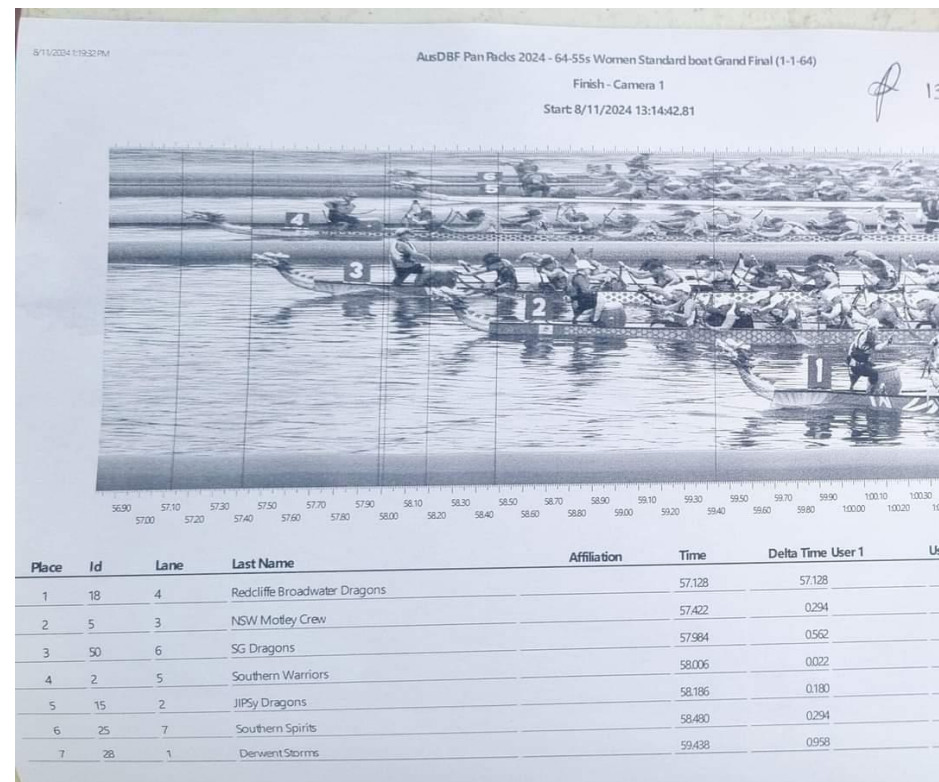 8/11/2024 1:19:32 PM
AusDBF Pan Packs 2024 - 64-55s Women Standard boat Grand Final (1-1-64)
Finish - Camera 1
Start: 8/11/2024 13:14:42.81
13
6
5
4
3
2
1
56.90 57.10 57.30 57.50 57.70 57.90 58.10 58.30 58.50 58.70 58.90 59.10 59.30 59.50 59.70 59.90 1:00.10 1:00.30
57.00 57.20 57.40 57.60 57.80 58.00 58.20 58.40 58.60 58.80 59.00 59.20 59.40 59.60 59.80 1:00.00 1:00.20
Place Id Lane Last Name Affiliation Time Delta Time User 1
1 18 4 Redcliffe Broadwater Dragons 57.128 57.128
2 5 3 NSW Motley Crew 57.422 0.294
3 50 6 SG Dragons 57.984 0.562
4 2 5 Southern Warriors 58.006 0.022
5 15 2 JIPSy Dragons 58.186 0.180
6 25 7 Southern Spirits 58.480 0.294
7 28 1 Derwent Storms 59.438 0.958